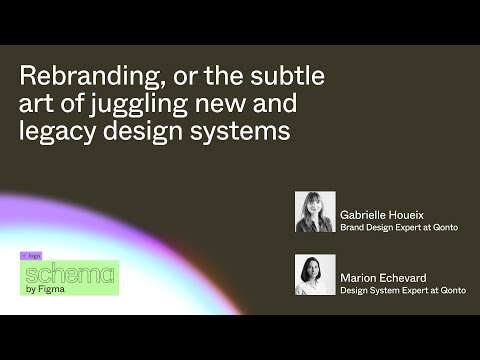 Rebranding, or the subtle
art of juggling new and
legacy design systems
Gabrielle Houeix
Brand Design Expert at Qonto
logo
schema
by Figma
Marion Echevard
Design System Expert at Qonto